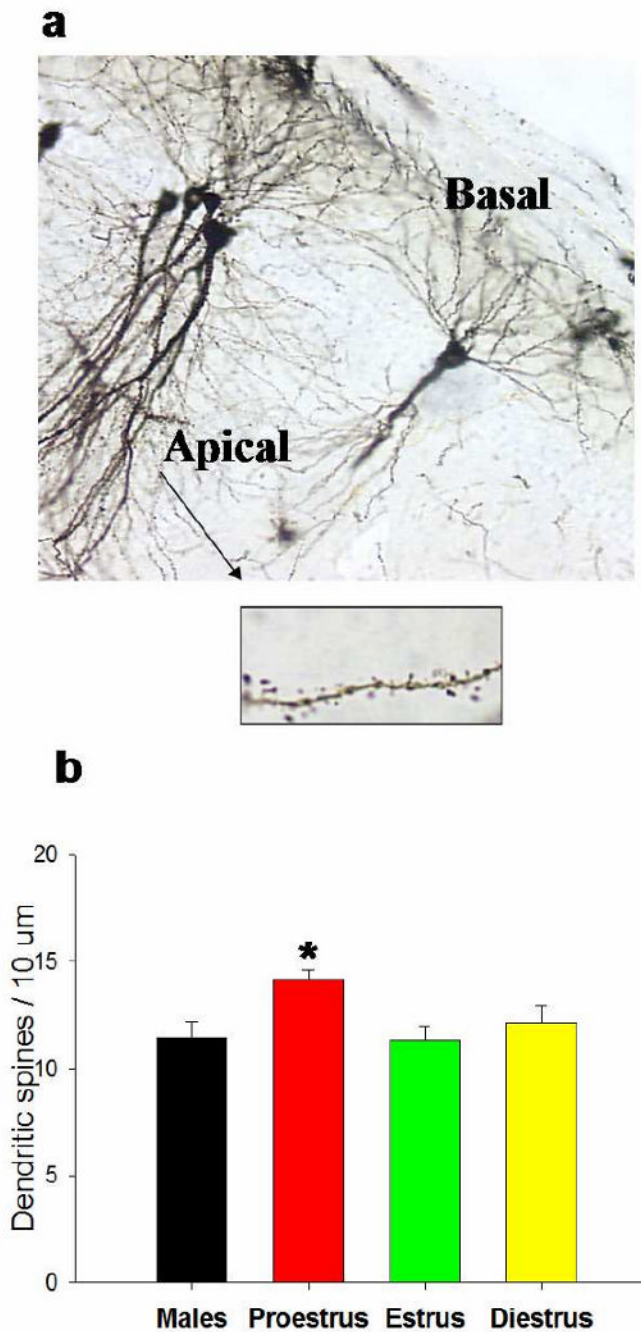 a
Basal
Apical
b
Dendritic spines / 10 um
20
15
10
5
0
*
Males Proestrus Estrus Diestrus